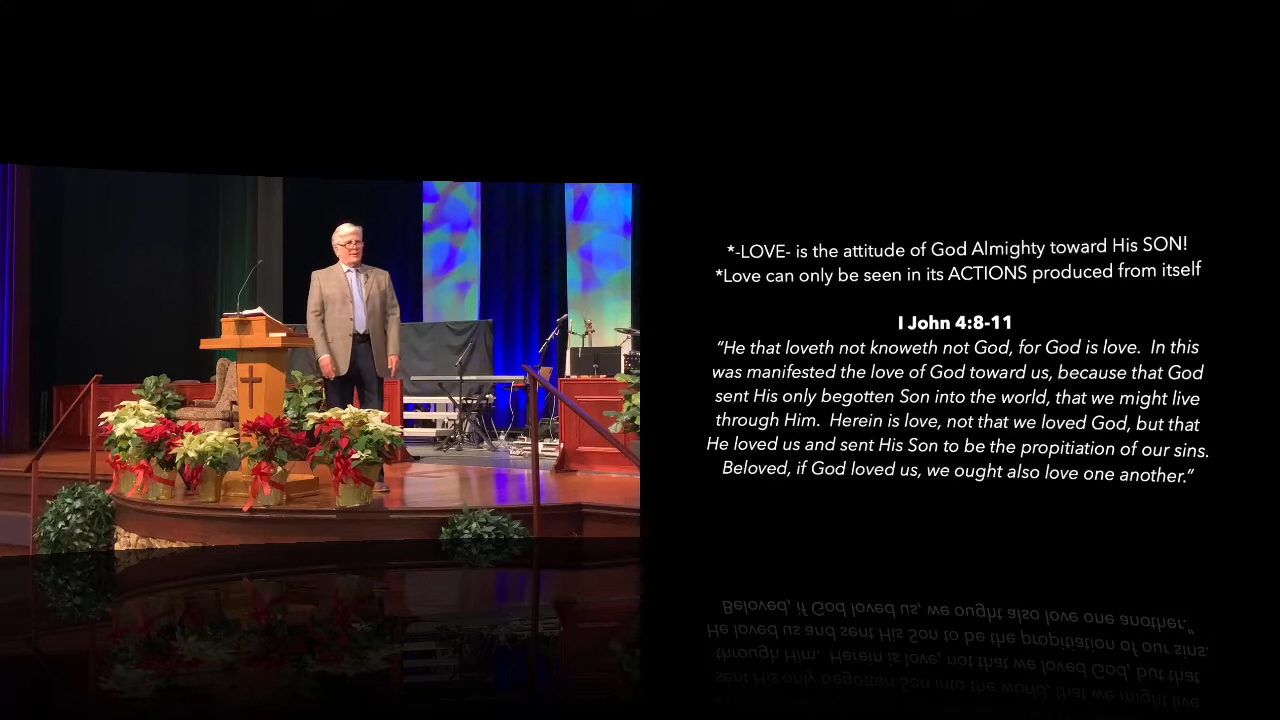 *-LOVE- is the attitude of God Almighty toward His SON!
*Love can only be seen in its ACTIONS produced from itself
I John 4:8-11
“He that loveth not knoweth not God, for God is love. In this
was manifested the love of God toward us, because that God
sent His only begotten Son into the world, that we might live
through Him. Herein is love, not that we loved God, but that
He loved us and sent His Son to be the propitiation of our sins.
Beloved, if God loved us, we ought also love one another.”